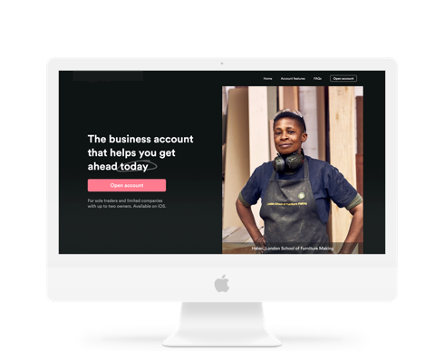 Home Account features FAQs Open account
The business account
that helps you get
ahead today
Open account
For sole traders and limited companies
with up to two owners. Available on iOS.
London School of Furniture Making